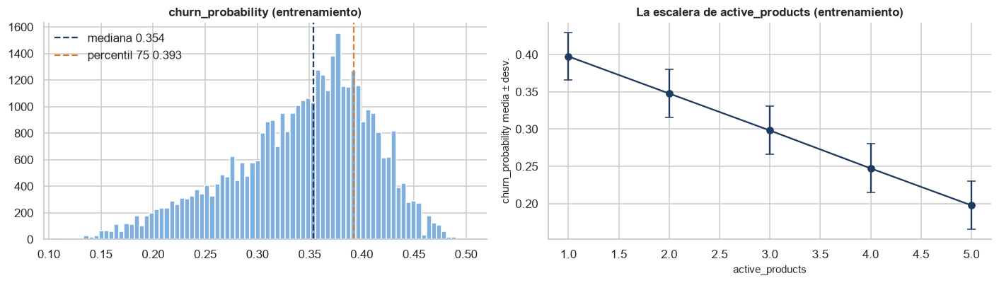 churn_probability (entrenamiento)
mediana 0.354
percentil 75 0.393
1600
1400
1200
1000
800
600
400
200
0
0.10 0.15 0.20 0.25 0.30 0.35 0.40 0.45 0.50
La escalera de active_products (entrenamiento)
churn_probability media ± desv.
0.40
0.35
0.30
0.25
0.20
1.0 1.5 2.0 2.5 3.0 3.5 4.0 4.5 5.0
active_products